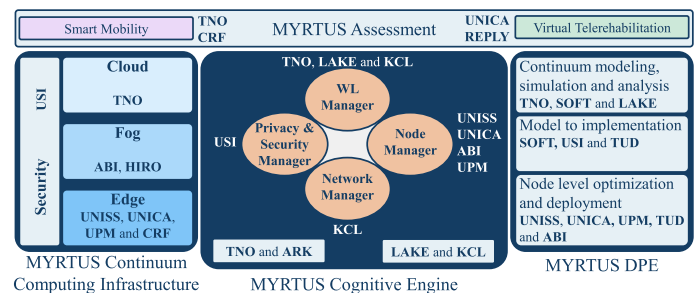 Smart Mobility
TNO
CRF
MYRTUS Assessment
UNICA
REPLY
Virtual Telerehabilitation
Security
USI
Cloud
TNO
Fog
ABI, HIRO
Edge
UNISS, UNICA,
UPM and CRF
MYRTUS Continuum
Computing Infrastructure
TNO, LAKE and KCL
WL
Manager
USI
Privacy &
Security
Manager
Node
Manager
UNISS
UNICA
ABI
UPM
Network
Manager
KCL
TNO and ARK
LAKE and KCL
MYRTUS Cognitive Engine
Continuum modeling,
simulation and analysis
TNO, SOFT and LAKE
Model to implementation
SOFT, USI and TUD
Node level optimization
and deployment
UNISS, UNICA, UPM, TUD
and ABI
MYRTUS DPE